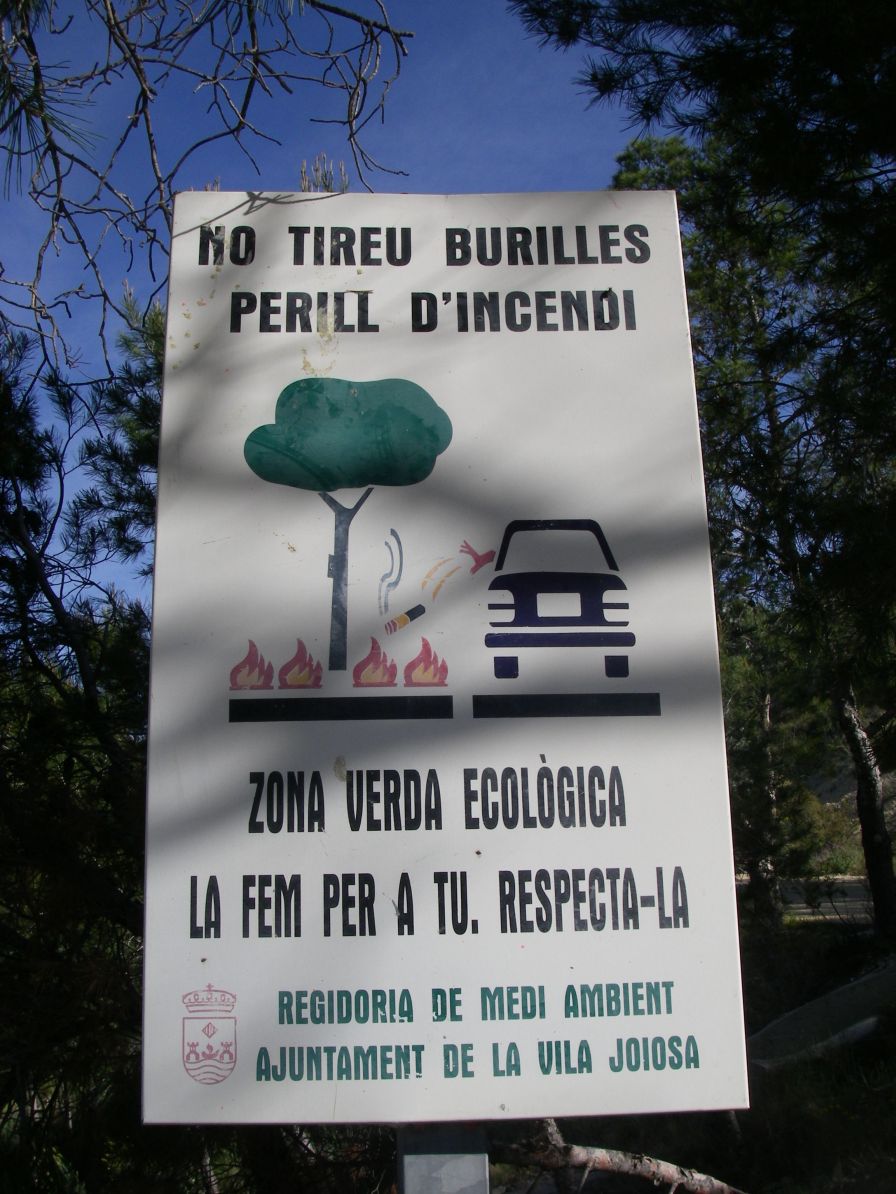 NO TIREU BURILLES
PERILL D'INCENDI
ZONA VERDA ECOLÒGICA
LA FEM PER A TU. RESPECTA-LA
REGIDORIA DE MEDI AMBIENT
AJUNTAMENT DE LA VILA JOIOSA